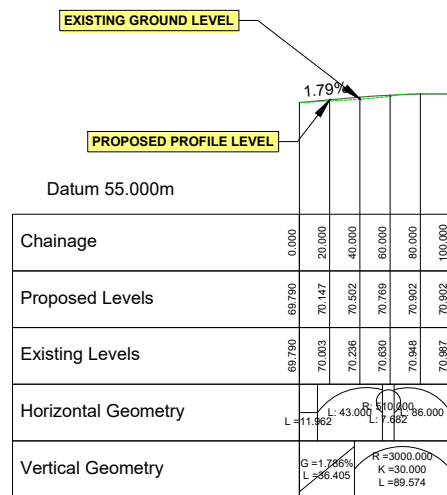 EXISTING GROUND LEVEL
1.79%
PROPOSED PROFILE LEVEL
Datum 55.000m
Chainage 0.000 20.000 40.000 60.000 80.000 100.000
Proposed Levels 69.790 70.147 70.502 70.769 70.902 70.902
Existing Levels 69.790 70.003 70.236 70.630 70.948 70.987
Horizontal Geometry L =11.962 L: 43.000 R: 510.000 L: 7.682 L: 86.000
Vertical Geometry G =1.786% L =36.405 R =3000.000 K =30.000 L =89.574